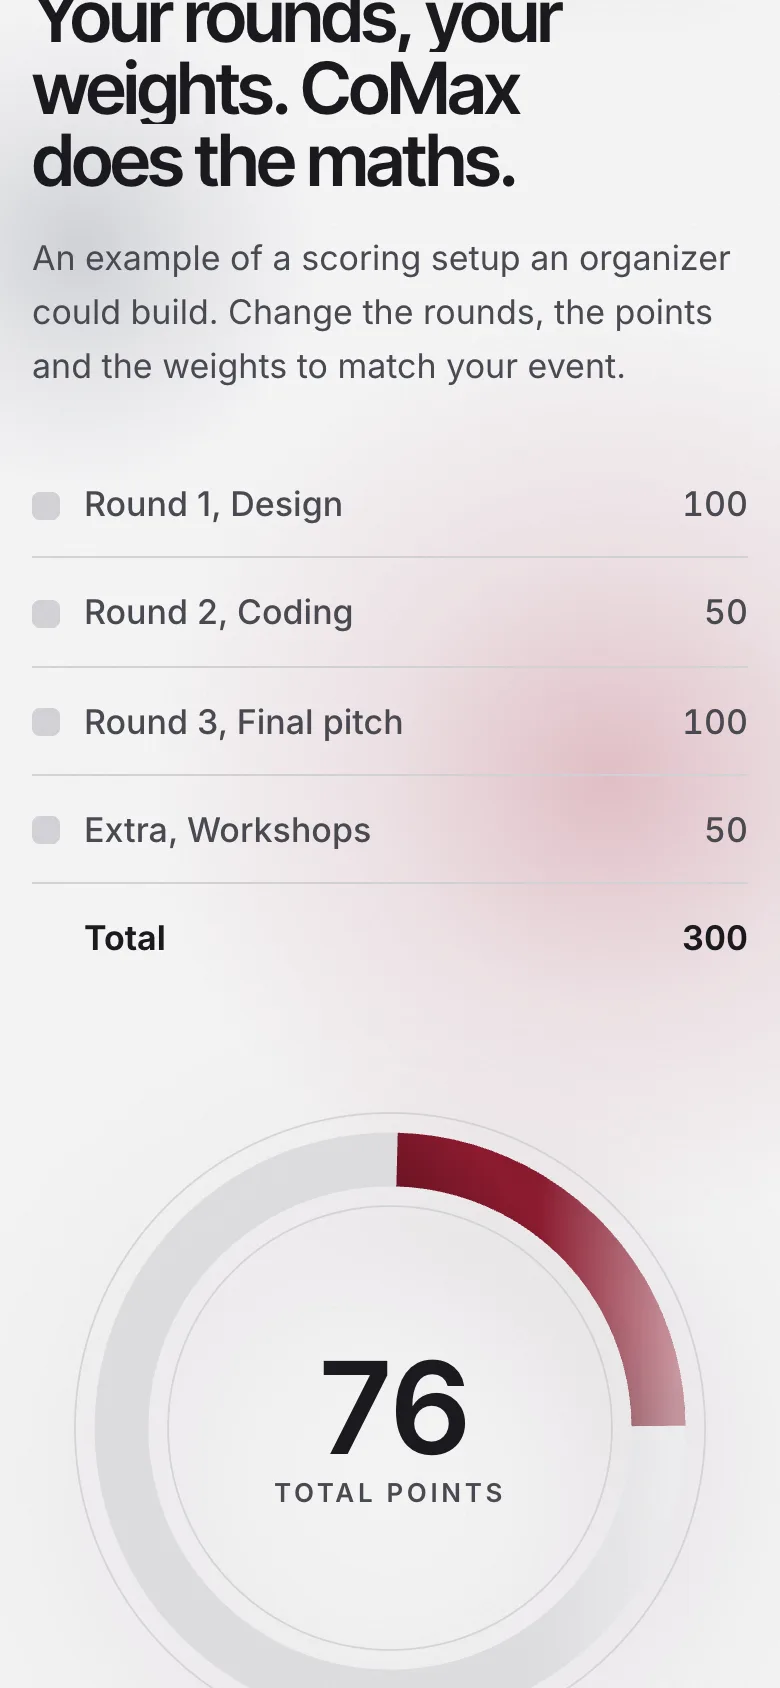 Your rounds, your
weights. CoMax
does the maths.
An example of a scoring setup an organizer
could build. Change the rounds, the points
and the weights to match your event.
Round 1, Design 100
Round 2, Coding 50
Round 3, Final pitch 100
Extra, Workshops 50
Total 300
76
TOTAL POINTS